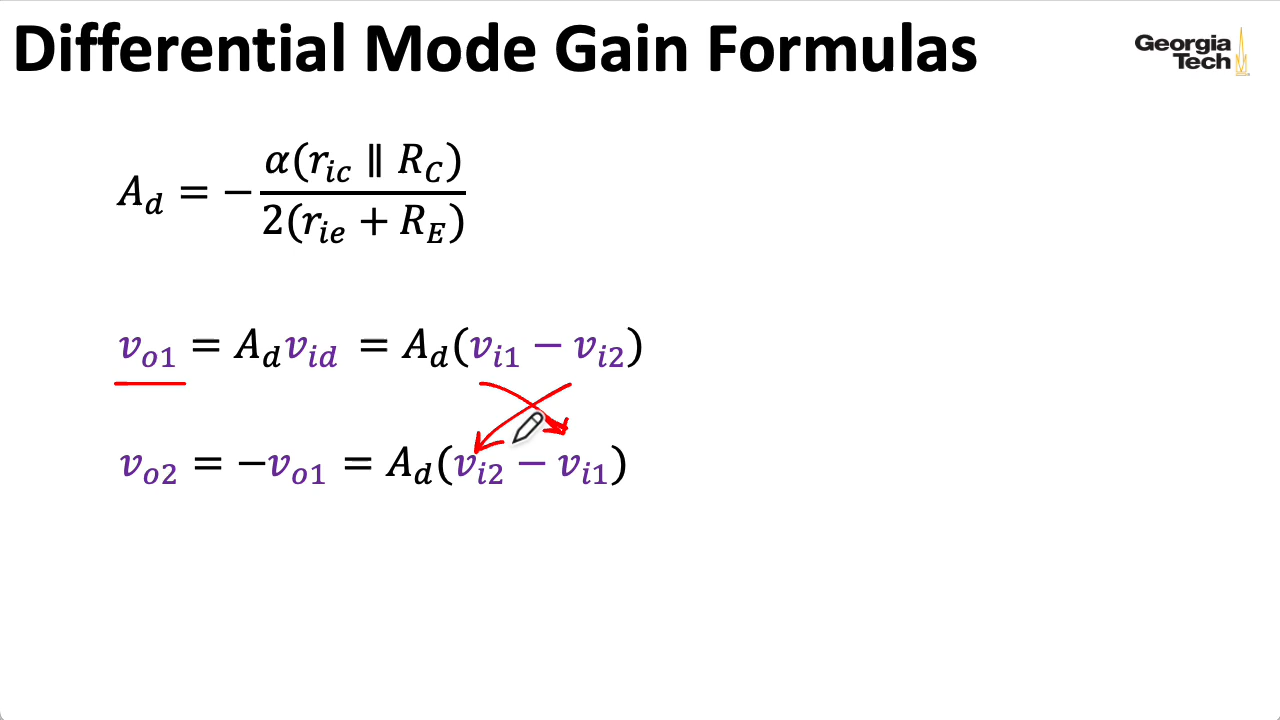 Differential Mode Gain Formulas
Georgia
Tech
A_d = − α(r_ic ∥ R_C) / 2(r_ie + R_E)
v_o1 = A_d v_id = A_d(v_i1 − v_i2)
v_o2 = −v_o1 = A_d(v_i2 − v_i1)